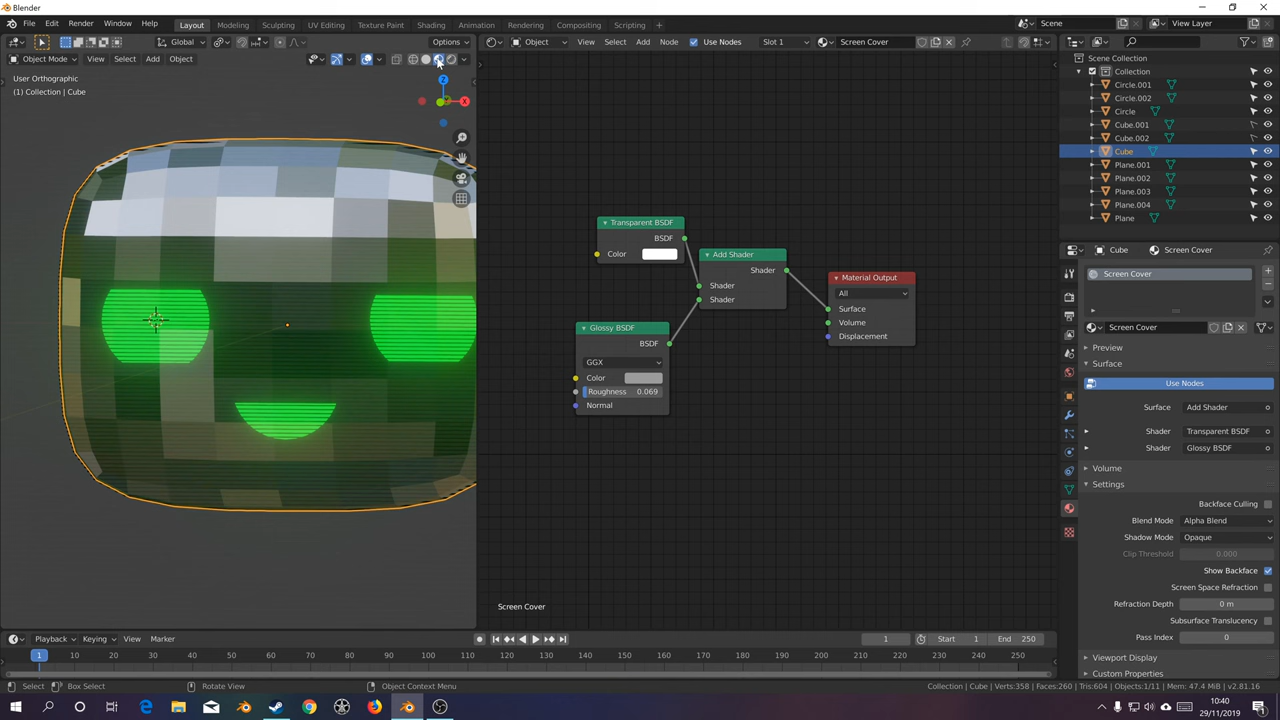 Blender
File Edit Render Window Help Layout Modeling Sculpting UV Editing Texture Paint Shading Animation Rendering Compositing Scripting + Scene View Layer
Global Options Object View Select Add Node Use Nodes Slot 1 Screen Cover
Object Mode View Select Add Object
User Orthographic
(1) Collection | Cube
Z
X
Transparent BSDF
BSDF
Color
Add Shader
Shader
Shader
Shader
Glossy BSDF
BSDF
GGX
Color
Roughness 0.069
Normal
Material Output
All
Surface
Volume
Displacement
Screen Cover
Scene Collection
Collection
Circle.001
Circle.002
Circle
Cube.001
Cube.002
Cube
Plane.001
Plane.002
Plane.003
Plane.004
Plane
Cube Screen Cover
Screen Cover
Screen Cover
Preview
Surface
Use Nodes
Surface Add Shader
Shader Transparent BSDF
Shader Glossy BSDF
Volume
Settings
Backface Culling
Blend Mode Alpha Blend
Shadow Mode Opaque
Clip Threshold 0.000
Show Backface
Screen Space Refraction
Refraction Depth 0 m
Subsurface Translucency
Pass Index 0
Viewport Display
Custom Properties
Playback Keying View Marker 1 Start 1 End 250
1 10 20 30 40 50 60 70 80 90 100 110 120 130 140 150 160 170 180 190 200 210 220 230 240 250
Select Box Select Rotate View Object Context Menu Collection | Cube | Verts:358 | Faces:260 | Tris:604 | Objects:1/11 | Mem: 47.4 MiB | v2.81.16
10:40
29/11/2019